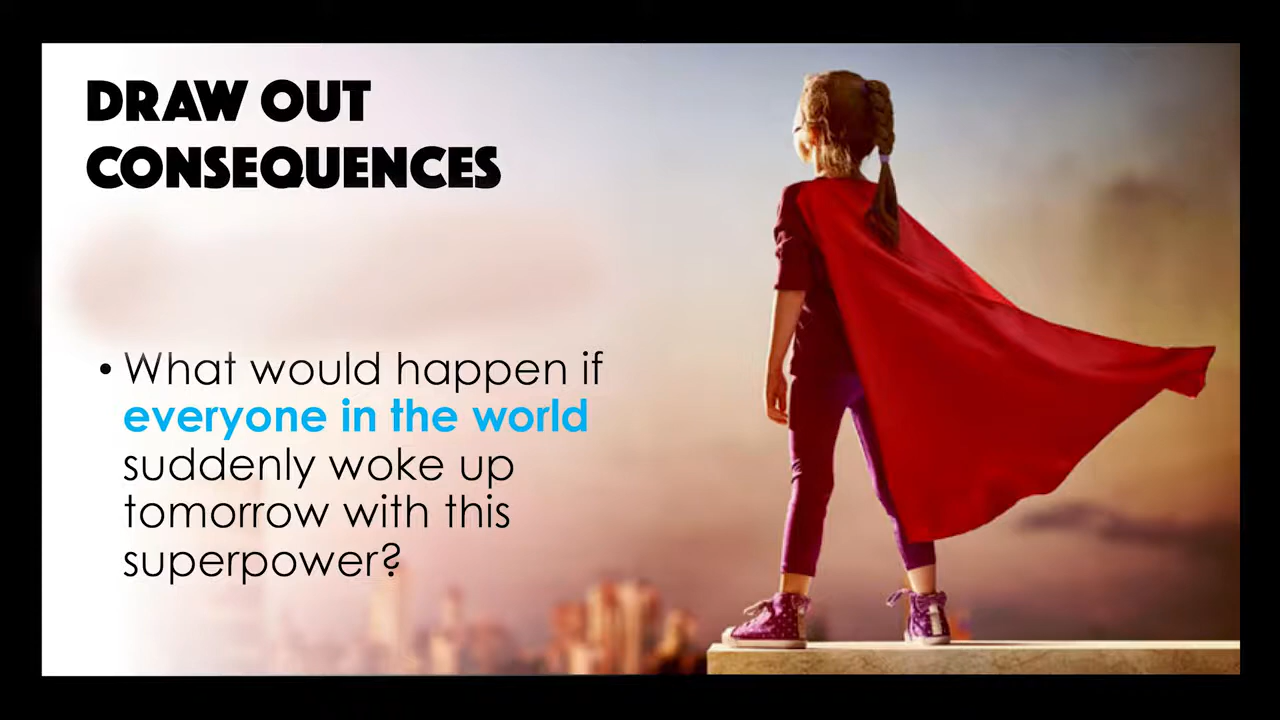 DRAW OUT
CONSEQUENCES
• What would happen if
everyone in the world
suddenly woke up
tomorrow with this
superpower?